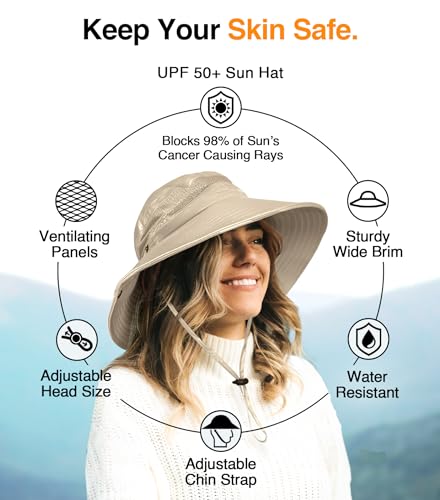 Keep Your Skin Safe.
UPF 50+ Sun Hat
Blocks 98% of Sun's
Cancer Causing Rays
Ventilating
Panels
Sturdy
Wide Brim
Adjustable
Head Size
Water
Resistant
Adjustable
Chin Strap